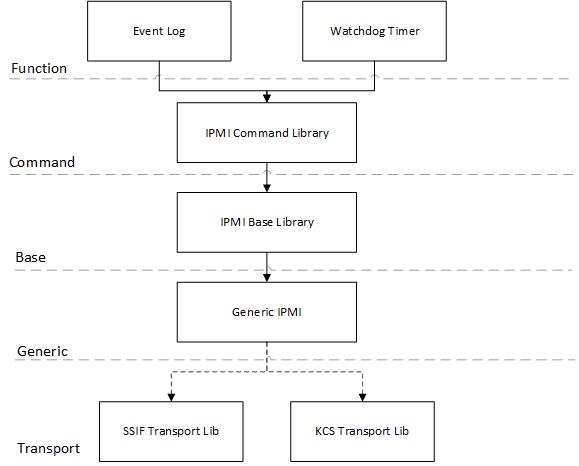 Event Log
Watchdog Timer
Function
IPMI Command Library
Command
IPMI Base Library
Base
Generic IPMI
Generic
SSIF Transport Lib
KCS Transport Lib
Transport